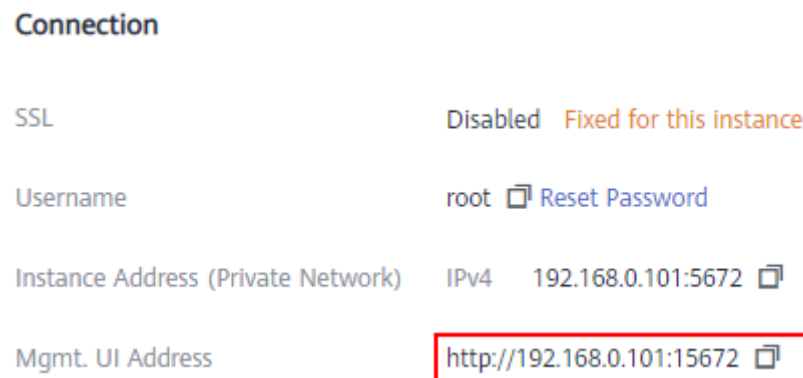 Connection
SSL Disabled Fixed for this instance
Username root Reset Password
Instance Address (Private Network) IPv4 192.168.0.101:5672
Mgmt. UI Address http://192.168.0.101:15672